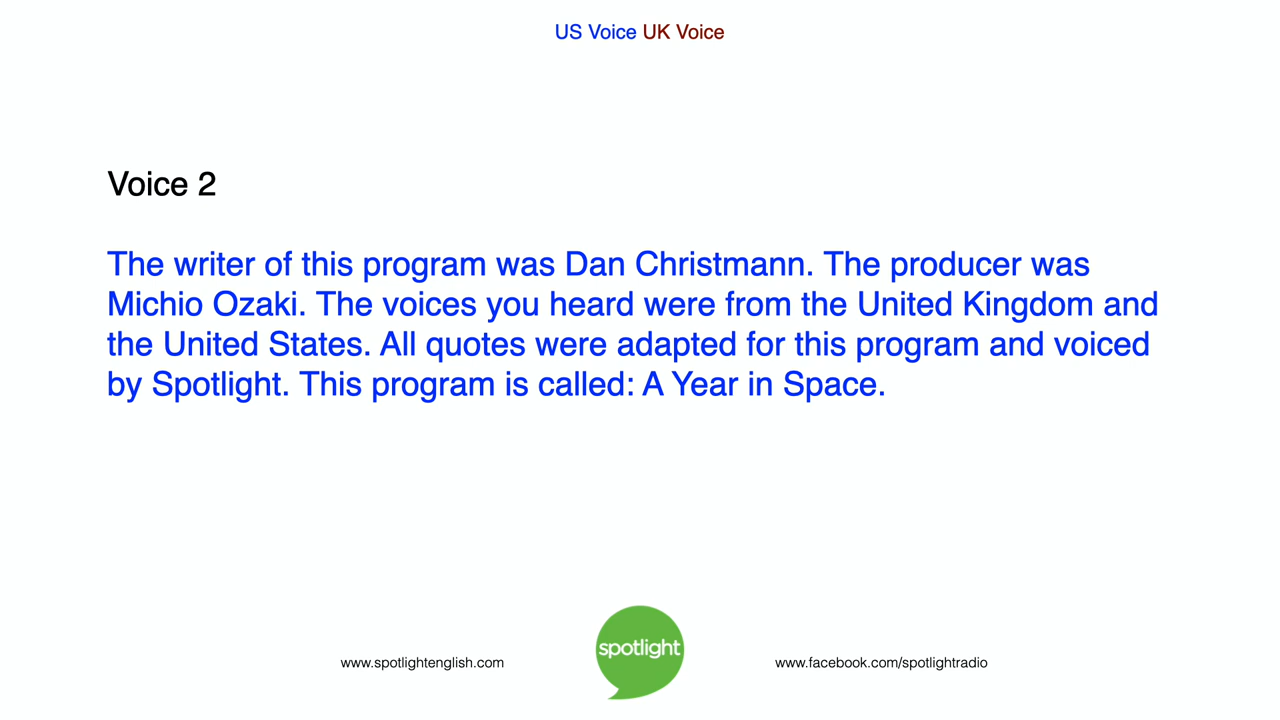 US Voice UK Voice
Voice 2
The writer of this program was Dan Christmann. The producer was
Michio Ozaki. The voices you heard were from the United Kingdom and
the United States. All quotes were adapted for this program and voiced
by Spotlight. This program is called: A Year in Space.
spotlight
www.spotlightenglish.com
www.facebook.com/spotlightradio